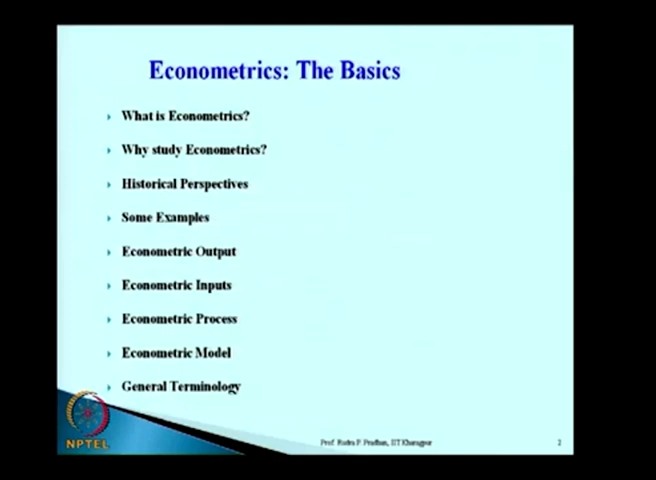 Econometrics: The Basics
What is Econometrics?
Why study Econometrics?
Historical Perspectives
Some Examples
Econometric Output
Econometric Inputs
Econometric Process
Econometric Model
General Terminology
NPTEL
Prof. Rudra P. Pradhan, IIT Kharagpur
2